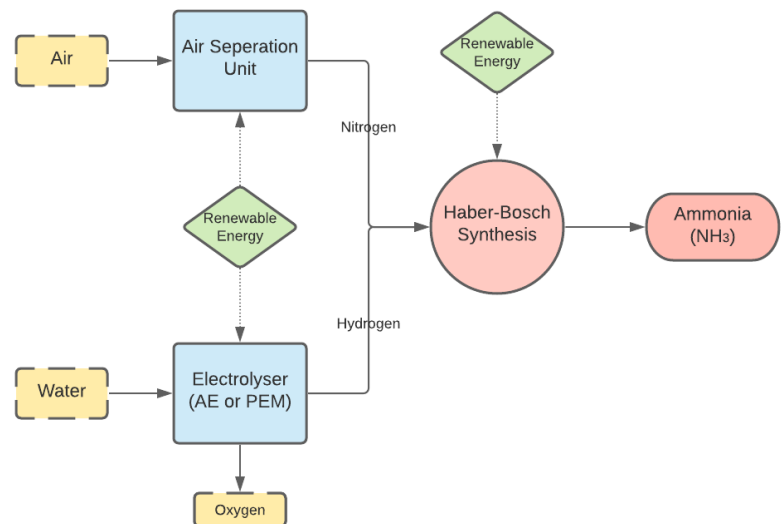 Air
Air Seperation
Unit
Renewable
Energy
Nitrogen
Renewable
Energy
Haber-Bosch
Synthesis
Ammonia
(NH₃)
Hydrogen
Water
Electrolyser
(AE or PEM)
Oxygen